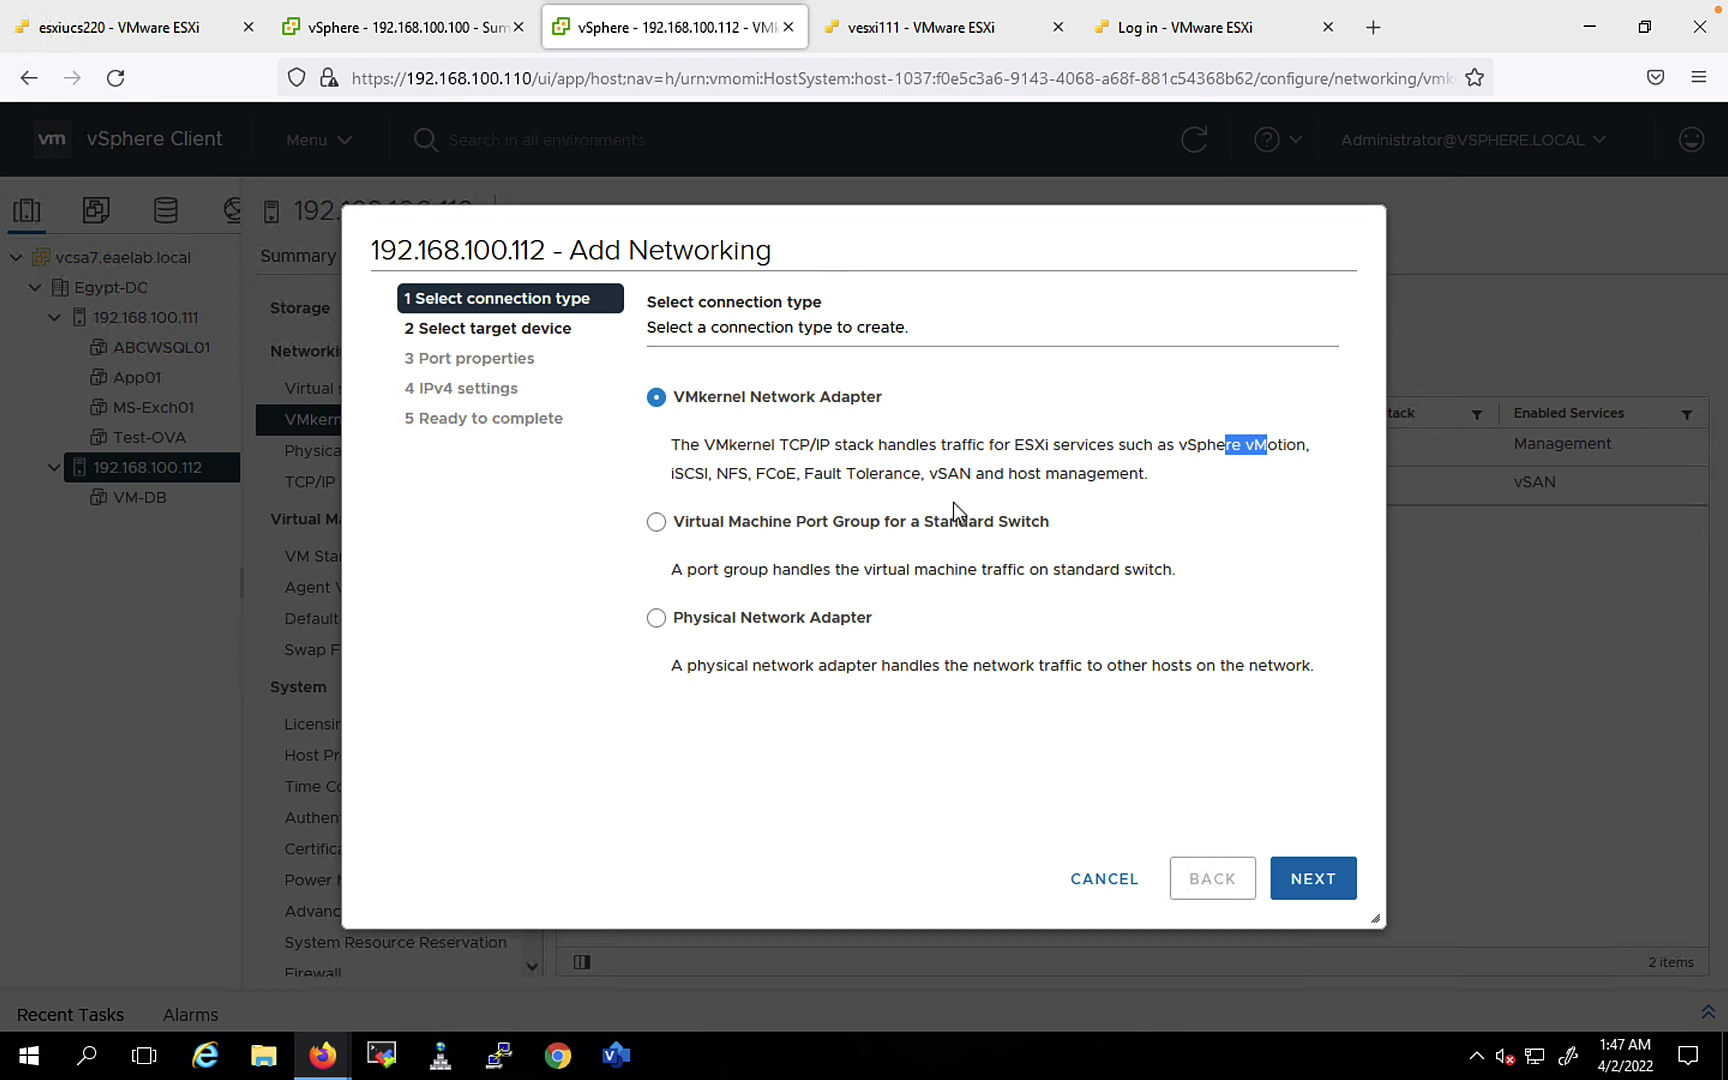 esxiucs220 - VMware ESXi
vSphere - 192.168.100.100 - Sum
vSphere - 192.168.100.112 - VMk
vesxi111 - VMware ESXi
Log in - VMware ESXi
https://192.168.100.110/ui/app/host;nav=h/urn:vmomi:HostSystem:host-1037:f0e5c3a6-9143-4068-a68f-881c54368b62/configure/networking/vmk
vm vSphere Client
Menu
Search in all environments
Administrator@VSPHERE.LOCAL
vcsa7.eaelab.local
Egypt-DC
192.168.100.111
ABCWSQL01
App01
MS-Exch01
Test-OVA
192.168.100.112
VM-DB
Summary
Storage
Networki
Virtual s
VMkern
Physica
TCP/IP
Virtual M
VM Sta
Agent V
Default
Swap F
System
Licensin
Host Pr
Time Co
Authen
Certific
Power M
Advanc
System Resource Reservation
Firewall
192.168.100.112 - Add Networking
1 Select connection type
2 Select target device
3 Port properties
4 IPv4 settings
5 Ready to complete
Select connection type
Select a connection type to create.
VMkernel Network Adapter
The VMkernel TCP/IP stack handles traffic for ESXi services such as vSphere vMotion,
iSCSI, NFS, FCoE, Fault Tolerance, vSAN and host management.
Virtual Machine Port Group for a Standard Switch
A port group handles the virtual machine traffic on standard switch.
Physical Network Adapter
A physical network adapter handles the network traffic to other hosts on the network.
CANCEL
BACK
NEXT
tack
Enabled Services
Management
vSAN
2 items
Recent Tasks
Alarms
1:47 AM
4/2/2022